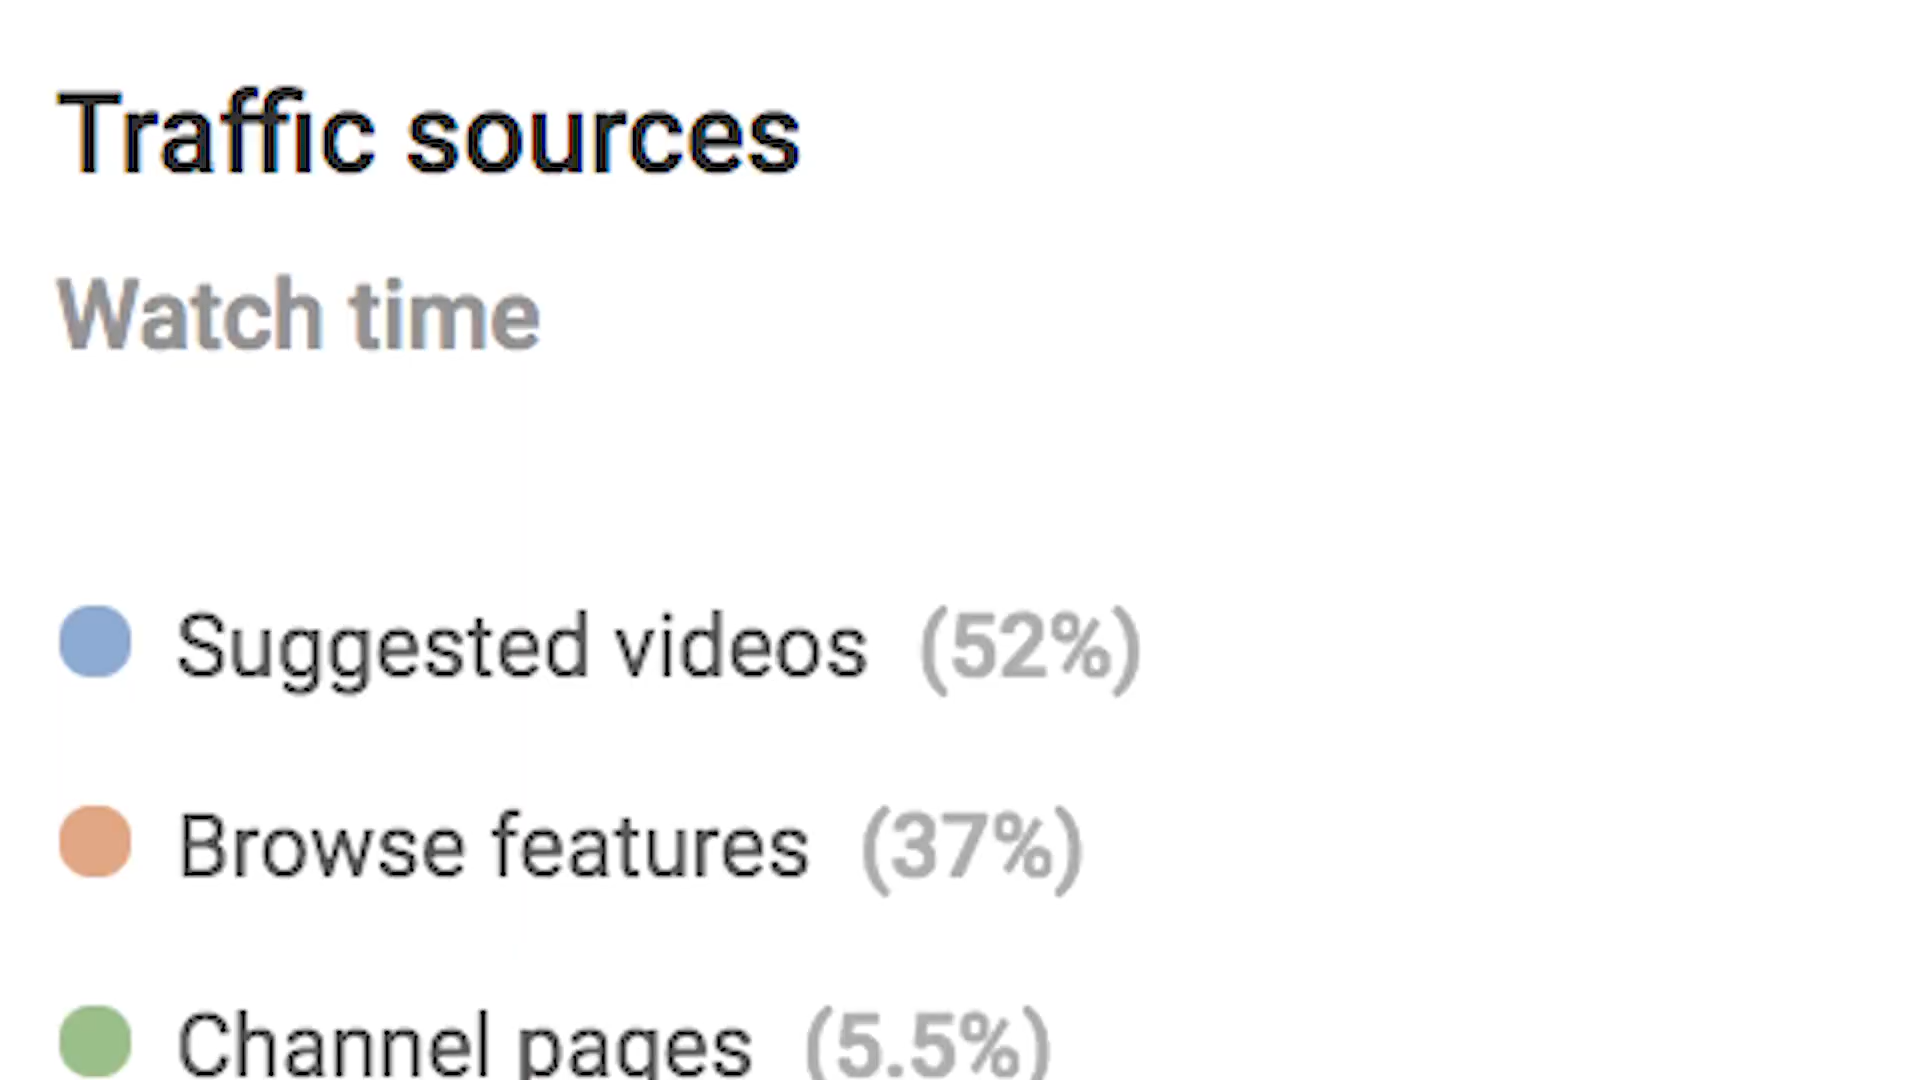 Traffic sources
Watch time
Suggested videos (52%)
Browse features (37%)
Channel pages (5.5%)